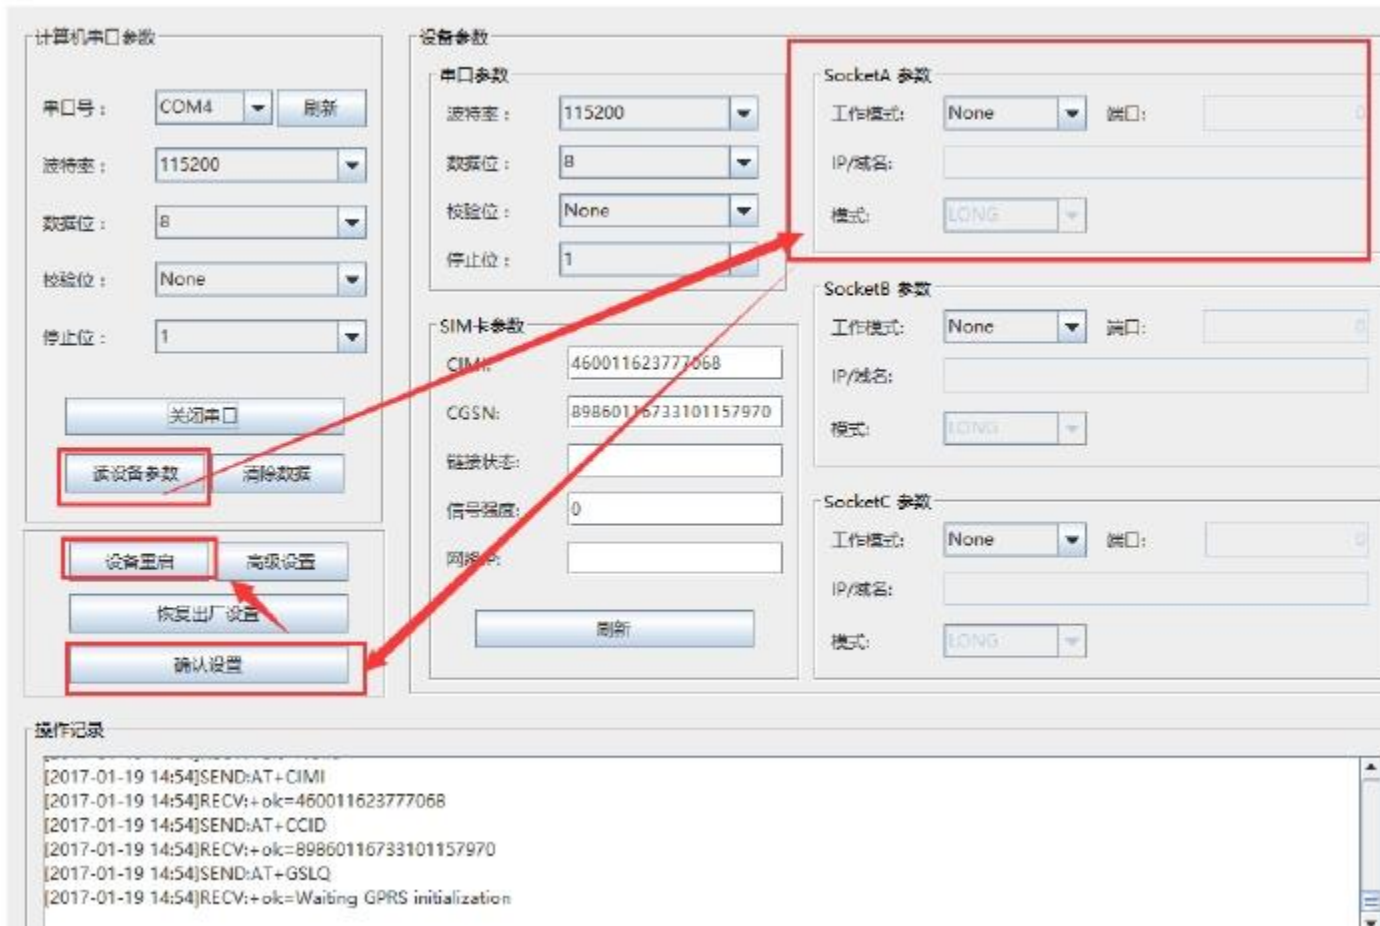 计算机串口参数
串口号：
COM4
刷新
波特率：
115200
数据位：
8
校验位：
None
停止位：
1
关闭串口
读设备参数
清除数据
设备重启
高级设置
恢复出厂设置
确认设置
设备参数
串口参数
波特率：
115200
数据位：
8
校验位：
None
停止位：
1
SIM卡参数
CIMI:
460011623777068
CGSN:
89860116733101157970
链接状态:
信号强度:
0
网络IP:
刷新
SocketA 参数
工作模式:
None
端口:
0
IP/域名:
模式:
LONG
SocketB 参数
工作模式:
None
端口:
0
IP/域名:
模式:
LONG
SocketC 参数
工作模式:
None
端口:
0
IP/域名:
模式:
LONG
操作记录
[2017-01-19 14:54]SEND:AT+CIMI
[2017-01-19 14:54]RECV:+ok=460011623777068
[2017-01-19 14:54]SEND:AT+CCID
[2017-01-19 14:54]RECV:+ok=89860116733101157970
[2017-01-19 14:54]SEND:AT+GSLQ
[2017-01-19 14:54]RECV:+ok=Waiting GPRS initialization